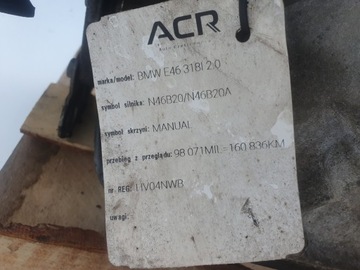 ACR
marka/model: BMW E46 318I 2.0
symbol silnika: N46B20/N46B20A
symbol skrzyni: MANUAL
przebieg z przeglądu: 98 071MIL = 160 836KM
nr REG: HV04NWB
uwagi: